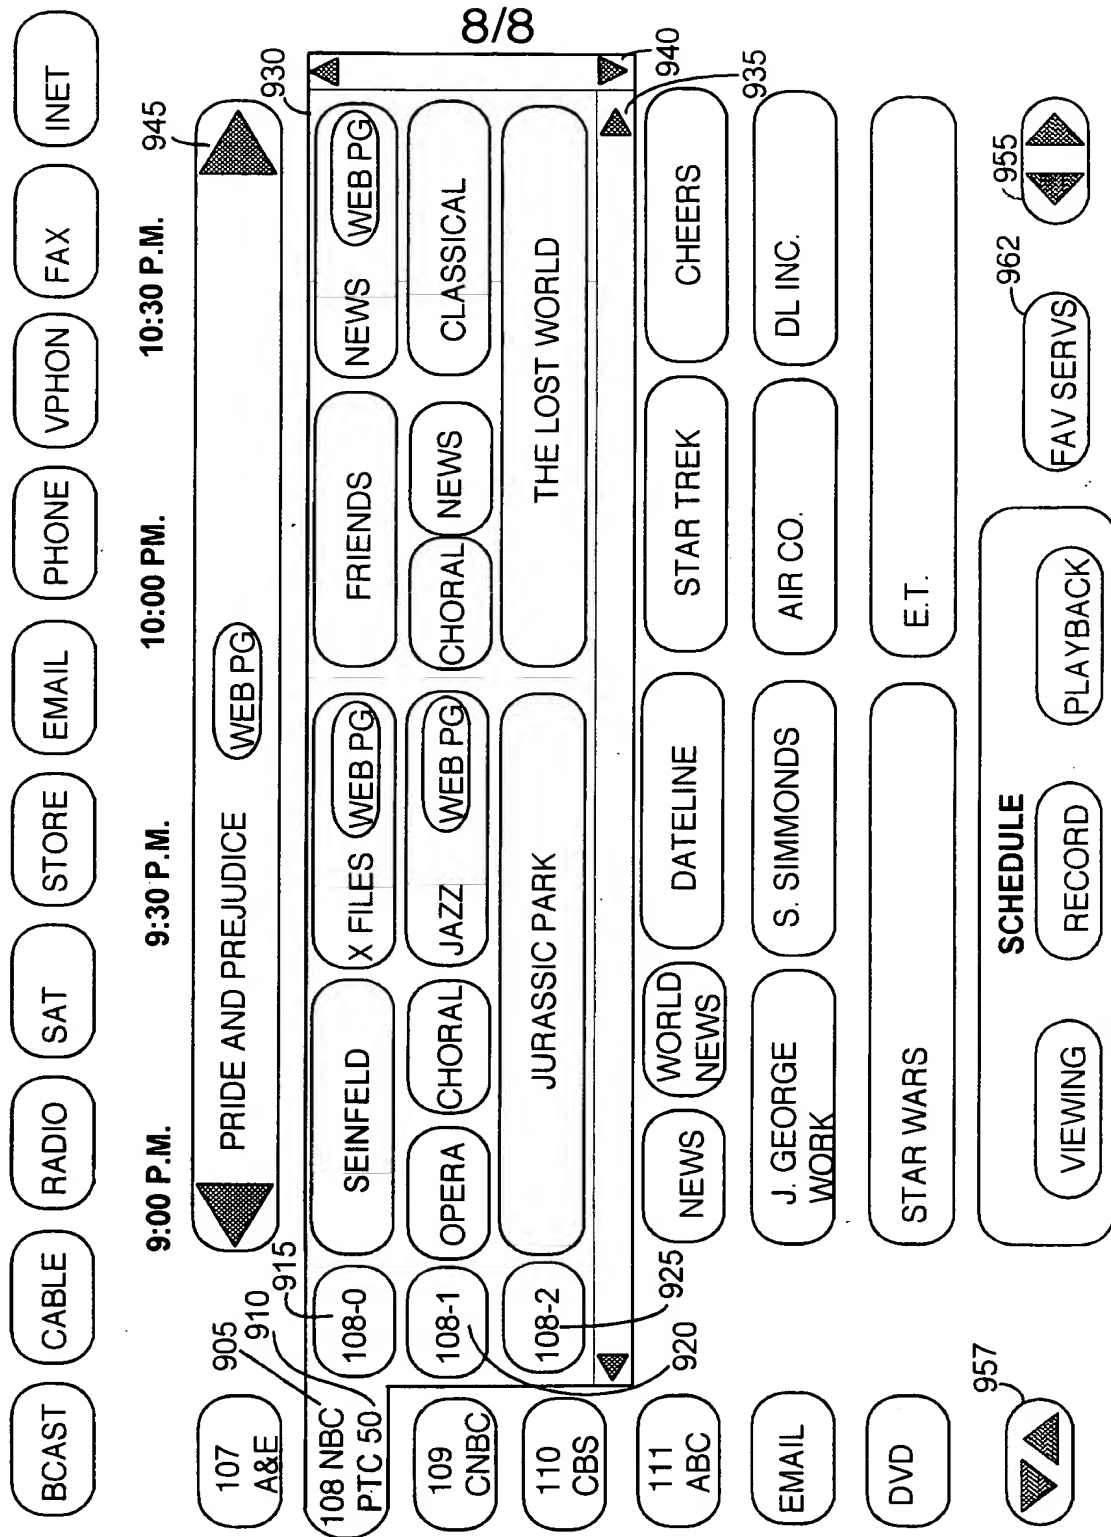 BCAST CABLE RADIO SAT STORE EMAIL PHONE VPHON FAX INET
9:00 P.M. 9:30 P.M. 10:00 PM. 10:30 P.M.
945
107
A&E
PRIDE AND PREJUDICE WEB PG
905
910
915
930
8/8
108 NBC
PTC 50
108-0 SEINFELD X FILES WEB PG FRIENDS NEWS WEB PG
109
CNBC
108-1 OPERA CHORAL JAZZ WEB PG CHORAL NEWS CLASSICAL
110
CBS
108-2 JURASSIC PARK THE LOST WORLD
920
925
940
935
111
ABC
NEWS
WORLD
NEWS
DATELINE STAR TREK CHEERS
EMAIL
J. GEORGE
WORK
S. SIMMONDS AIR CO. DL INC.
DVD STAR WARS E.T.
957
SCHEDULE
VIEWING RECORD PLAYBACK
962
FAV SERVS
955